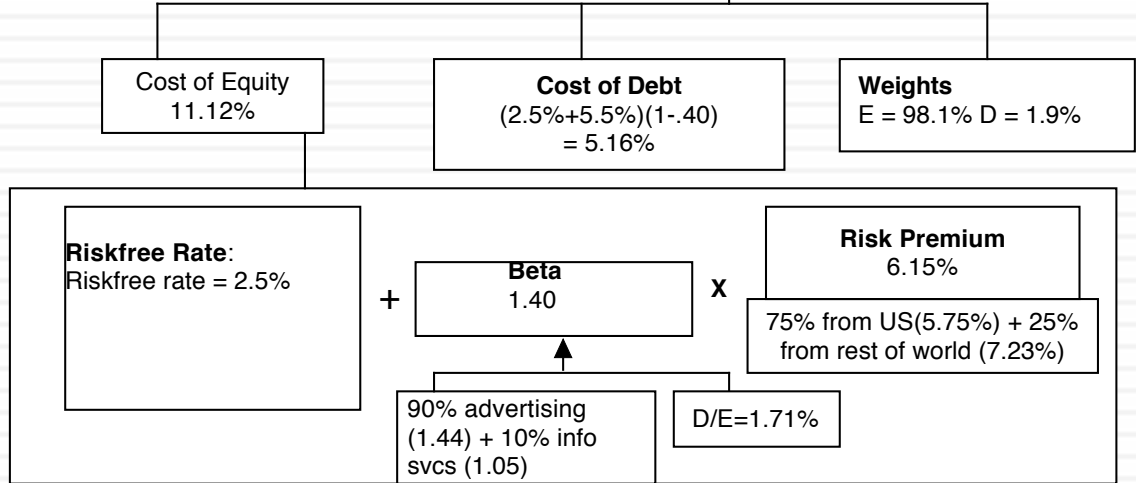 Cost of Equity
11.12%
Cost of Debt
(2.5%+5.5%)(1-.40)
= 5.16%
Weights
E = 98.1% D = 1.9%
Riskfree Rate:
Riskfree rate = 2.5%
+
Beta
1.40
X
Risk Premium
6.15%
75% from US(5.75%) + 25%
from rest of world (7.23%)
90% advertising
(1.44) + 10% info
svcs (1.05)
D/E=1.71%